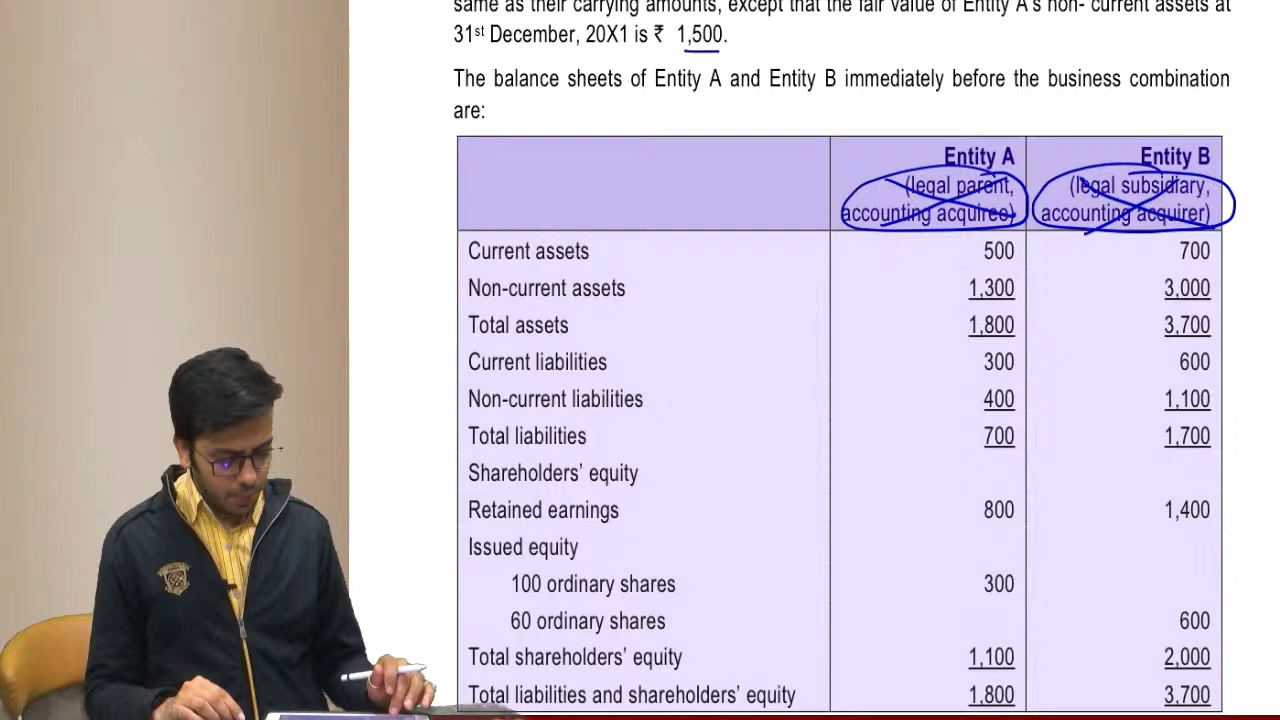 same as their carrying amounts, except that the fair value of Entity A's non- current assets at
31st December, 20X1 is ₹ 1,500.
The balance sheets of Entity A and Entity B immediately before the business combination
are:
Entity A Entity B
(legal parent, (legal subsidiary,
accounting acquiree) accounting acquirer)
Current assets 500 700
Non-current assets 1,300 3,000
Total assets 1,800 3,700
Current liabilities 300 600
Non-current liabilities 400 1,100
Total liabilities 700 1,700
Shareholders' equity
Retained earnings 800 1,400
Issued equity
100 ordinary shares 300
60 ordinary shares 600
Total shareholders' equity 1,100 2,000
Total liabilities and shareholders' equity 1,800 3,700